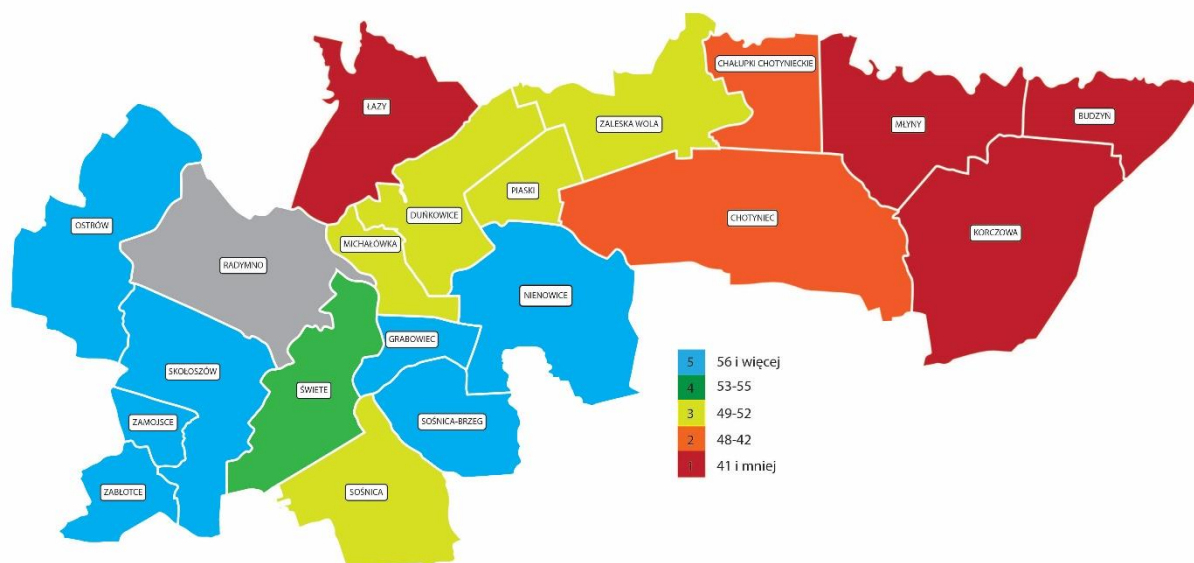 CHAŁUPKI CHOTYNIECKIE
ŁAZY
ZALESKA WOLA
MŁYNY
BUDZYŃ
PIASKI
OSTRÓW
DUŃKOWICE
CHOTYNIEC
KORCZOWA
MICHAŁÓWKA
RADYMNO
NIENOWICE
GRABOWIEC
SKOŁOSZÓW
ŚWIETE
ZAMOJSCE
SOŚNICA-BRZEG
ZABŁOTCE
SOŚNICA
5 56 i więcej
4 53-55
3 49-52
2 48-42
1 41 i mniej